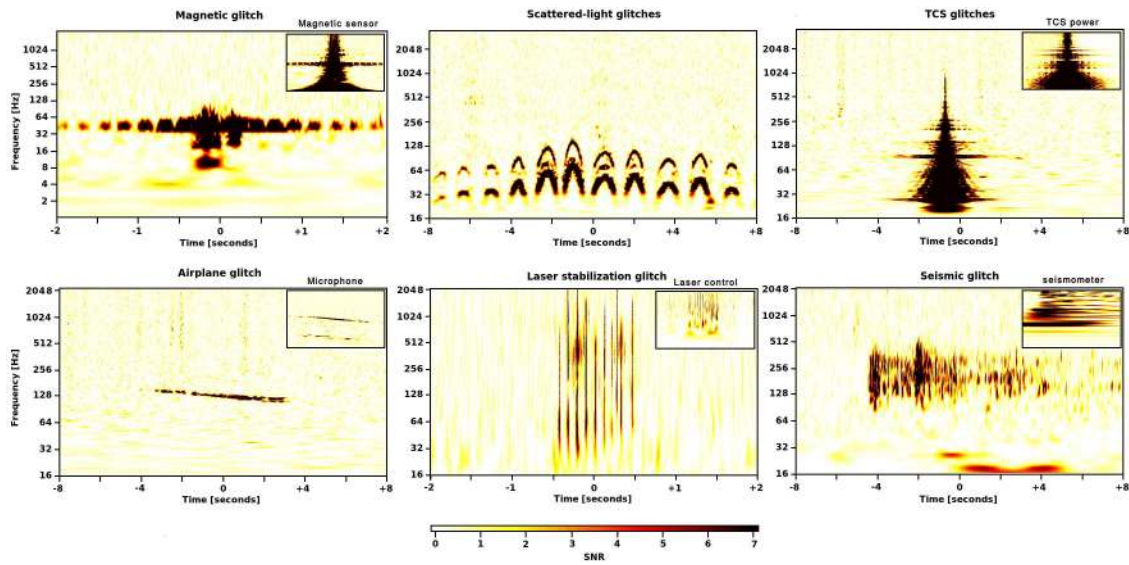 Magnetic glitch
Magnetic sensor
1024
512
256
128
64
32
16
8
4
2
Frequency [Hz]
-2 -1 0 +1 +2
Time [seconds]
Scattered-light glitches
2048
1024
512
256
128
64
32
16
-8 -4 0 +4 +8
Time [seconds]
TCS glitches
TCS power
2048
1024
512
256
128
64
32
16
-8 -4 0 +4 +8
Time [seconds]
Airplane glitch
Microphone
2048
1024
512
256
128
64
32
16
Frequency [Hz]
-8 -4 0 +4 +8
Time [seconds]
Laser stabilization glitch
Laser control
2048
1024
512
256
128
64
32
16
-2 -1 0 +1 +2
Time [seconds]
Seismic glitch
seismometer
2048
1024
512
256
128
64
32
16
-8 -4 0 +4 +8
Time [seconds]
0 1 2 3 4 5 6 7
SNR